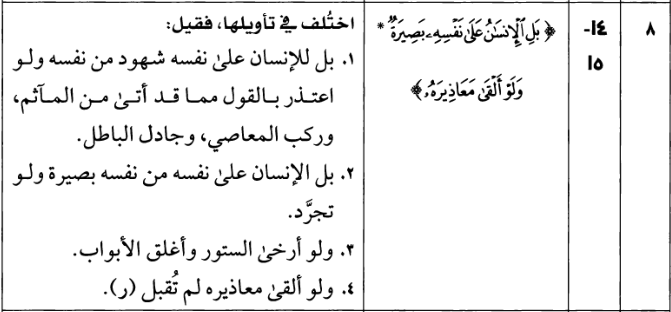 ٨
١٤-
١٥
﴿بَلِ ٱلْإِنسَٰنُ عَلَىٰ نَفْسِهِۦ بَصِيرَةٌ *
وَلَوْ أَلْقَىٰ مَعَاذِيرَهُۥ﴾
اختُلف في تأويلها، فقيل:
١. بل للإنسان علىٰ نفسه شهود من نفسه ولو
اعتذر بالقول مما قد أتىٰ من المآثم،
وركب المعاصي، وجادل الباطل.
٢. بل الإنسان علىٰ نفسه من نفسه بصيرة ولو
تجرَّد.
٣. ولو أرخىٰ الستور وأغلق الأبواب.
٤. ولو ألقىٰ معاذيره لم تُقبل (ر).